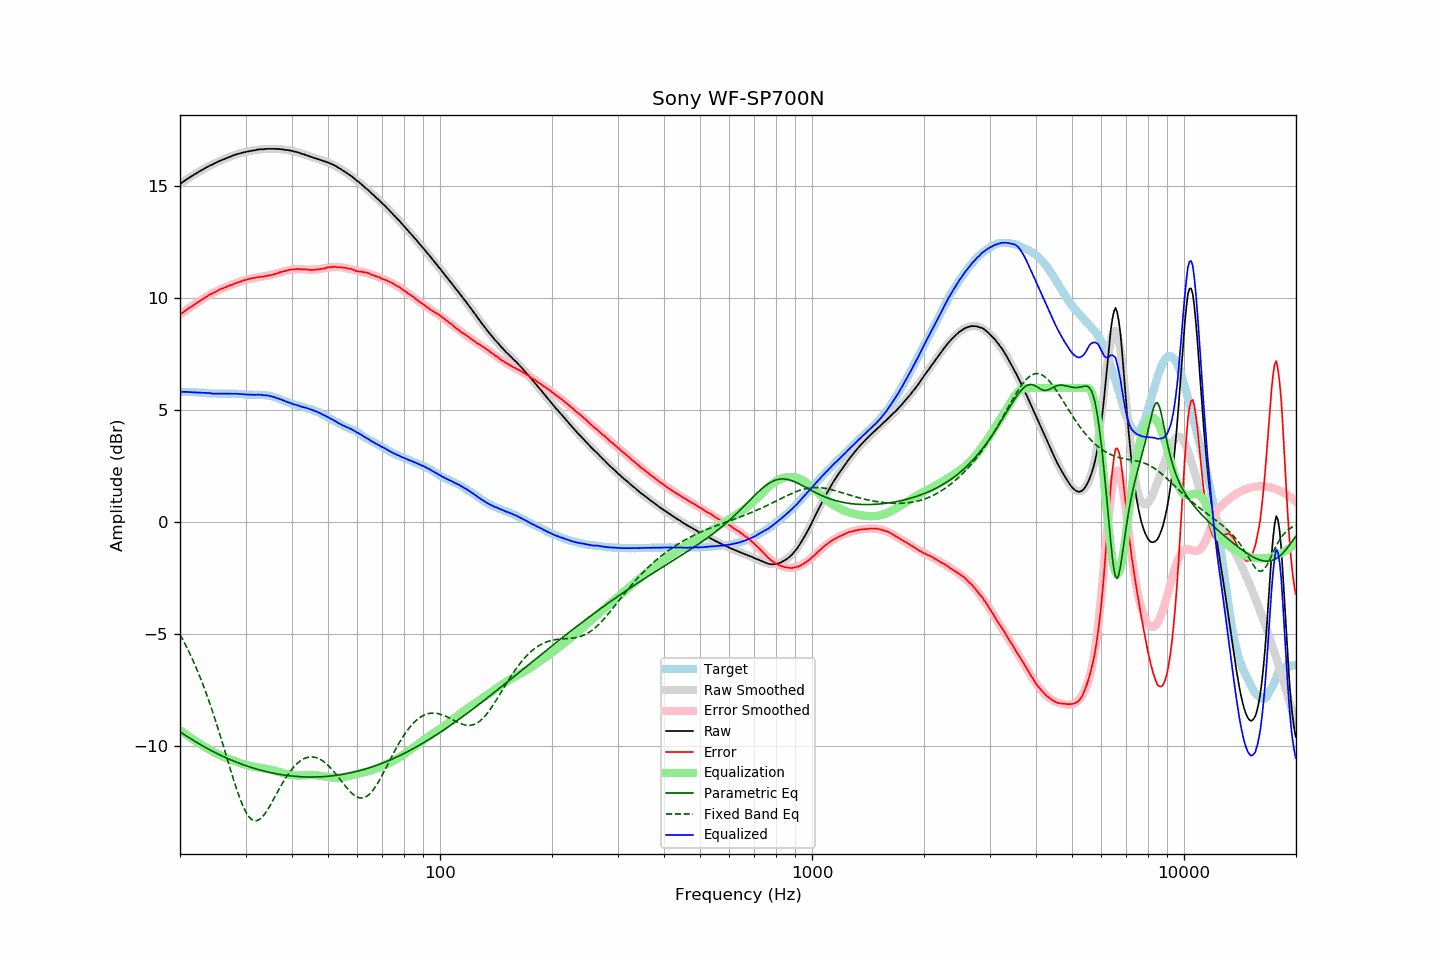 Sony WF-SP700N
Amplitude (dBr)
15
10
5
0
−5
−10
Target
Raw Smoothed
Error Smoothed
Raw
Error
Equalization
Parametric Eq
Fixed Band Eq
Equalized
100
1000
10000
Frequency (Hz)